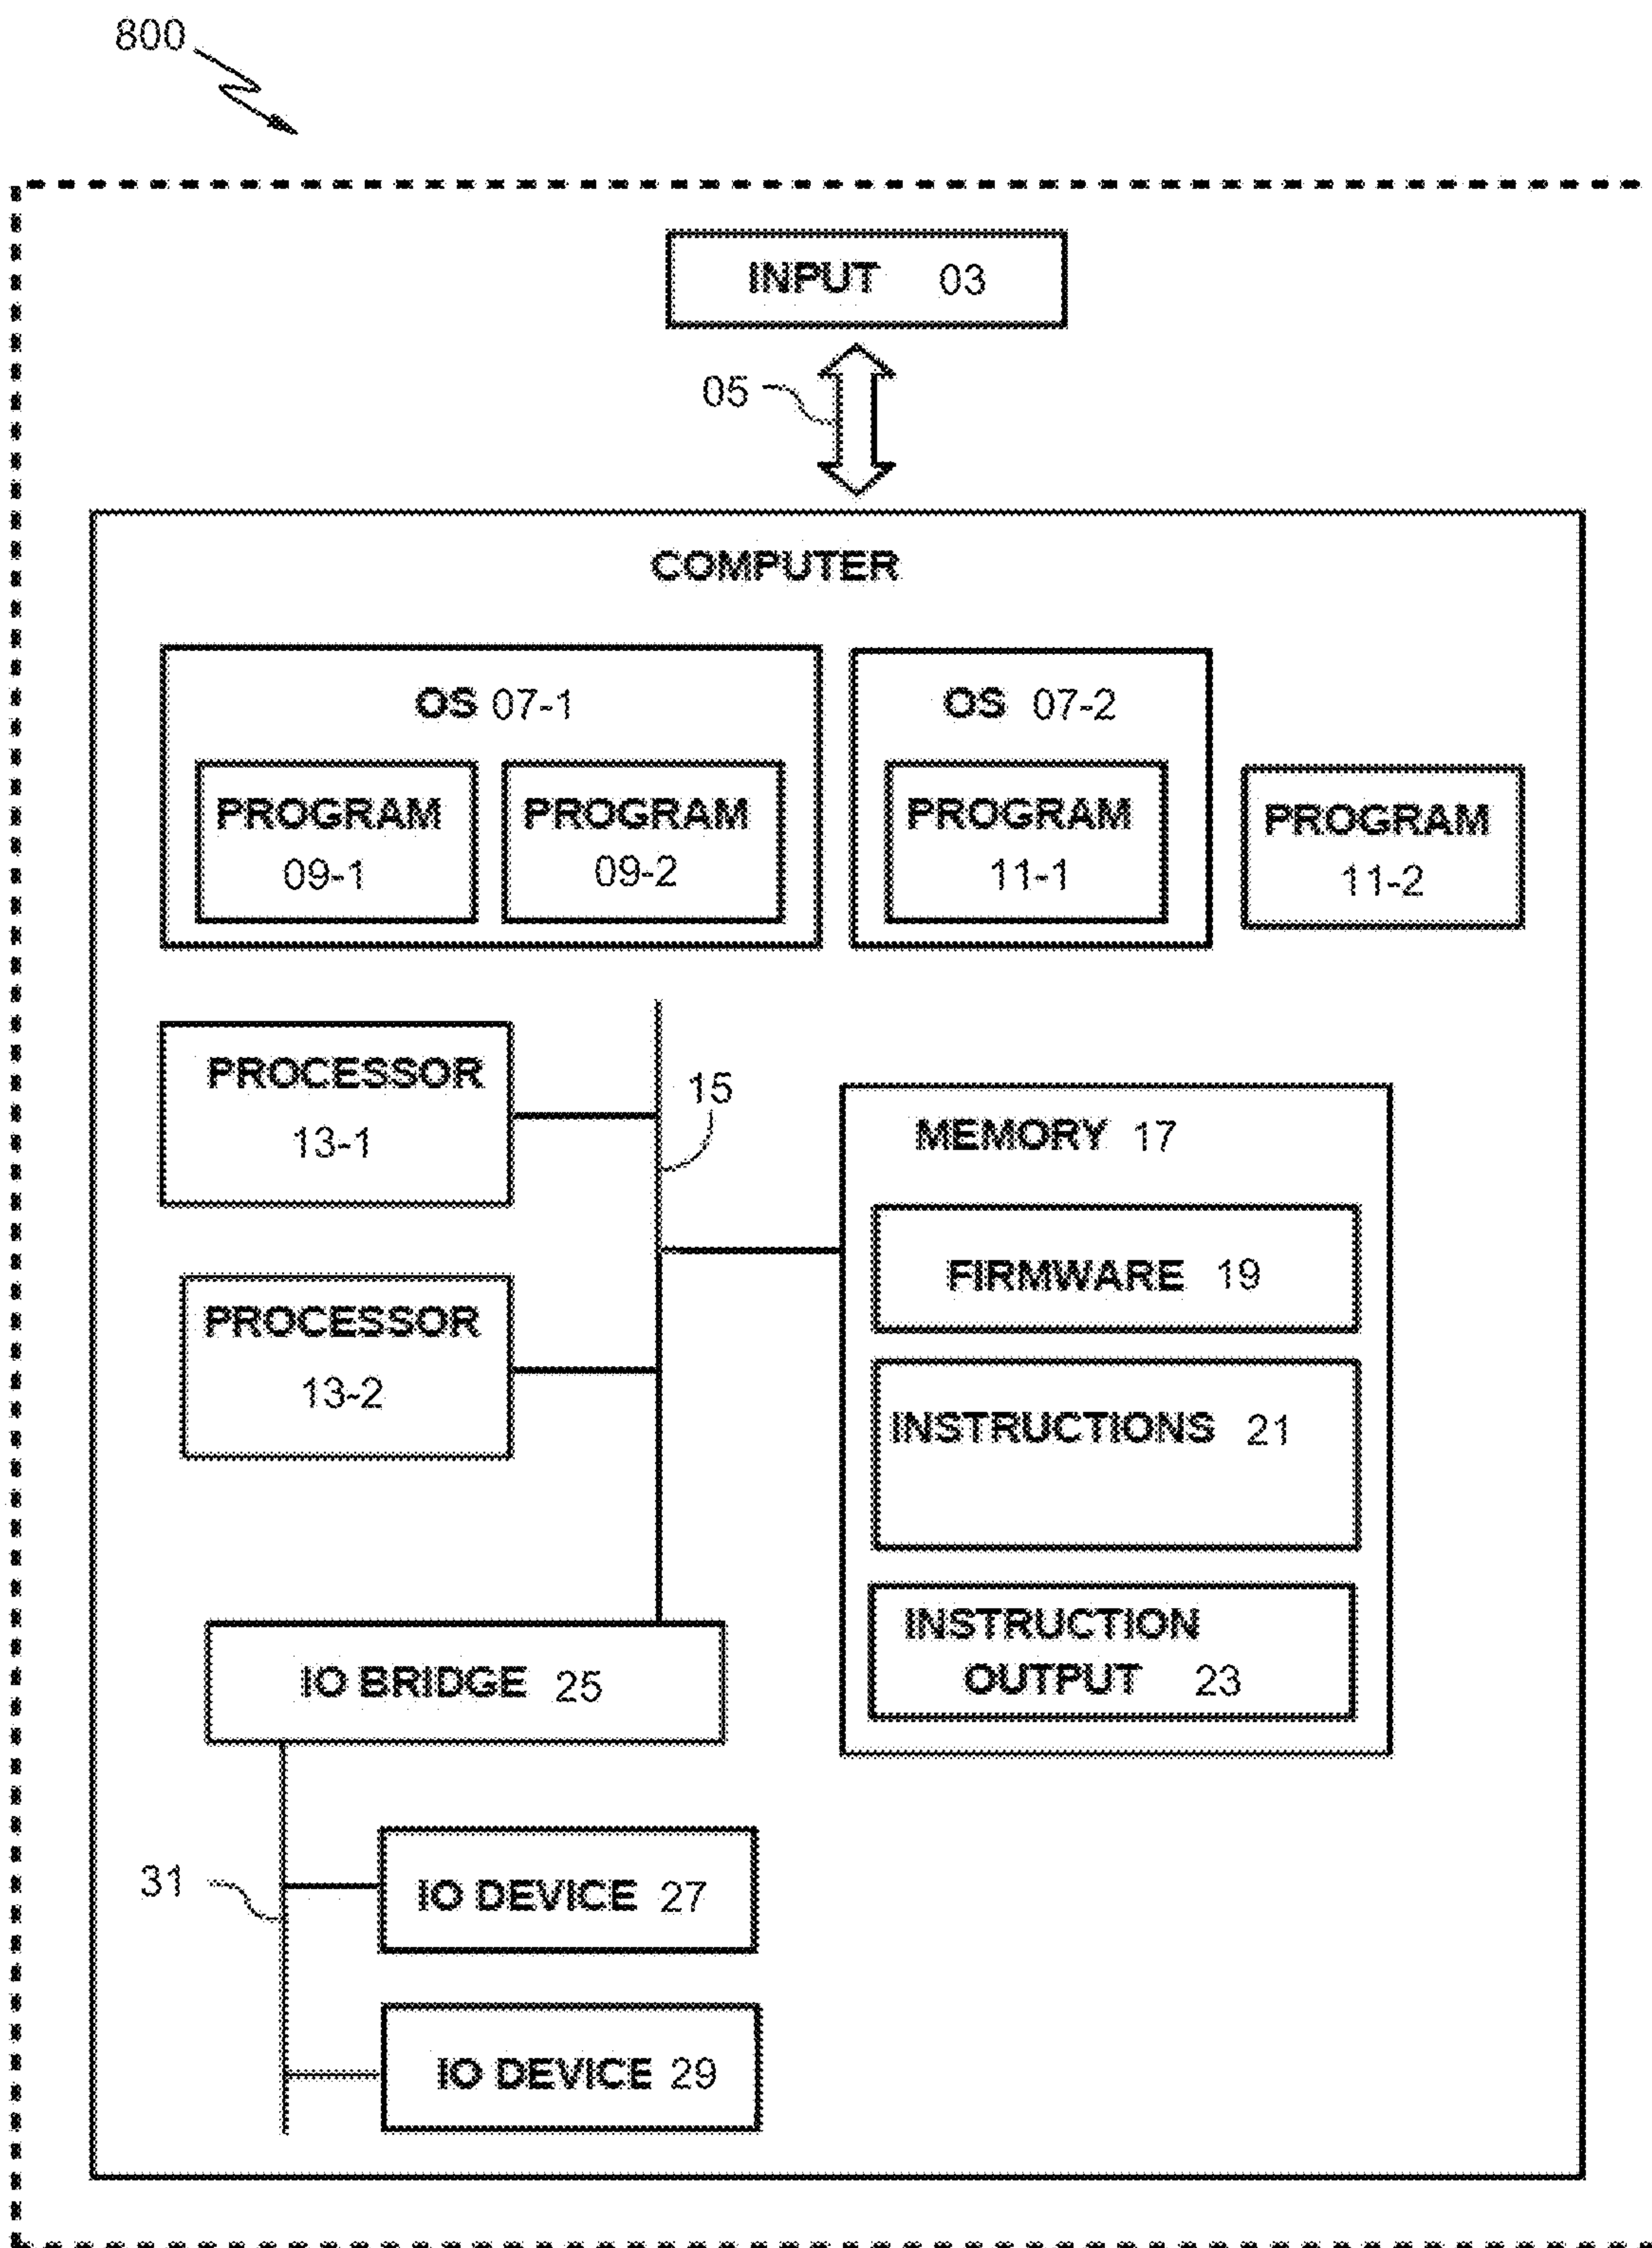 800
INPUT 03
05
COMPUTER
OS 07-1
OS 07-2
PROGRAM
09-1
PROGRAM
09-2
PROGRAM
11-1
PROGRAM
11-2
PROCESSOR
13-1
15
MEMORY 17
FIRMWARE 19
PROCESSOR
13-2
INSTRUCTIONS 21
INSTRUCTION
OUTPUT 23
IO BRIDGE 25
31
IO DEVICE 27
IO DEVICE 29